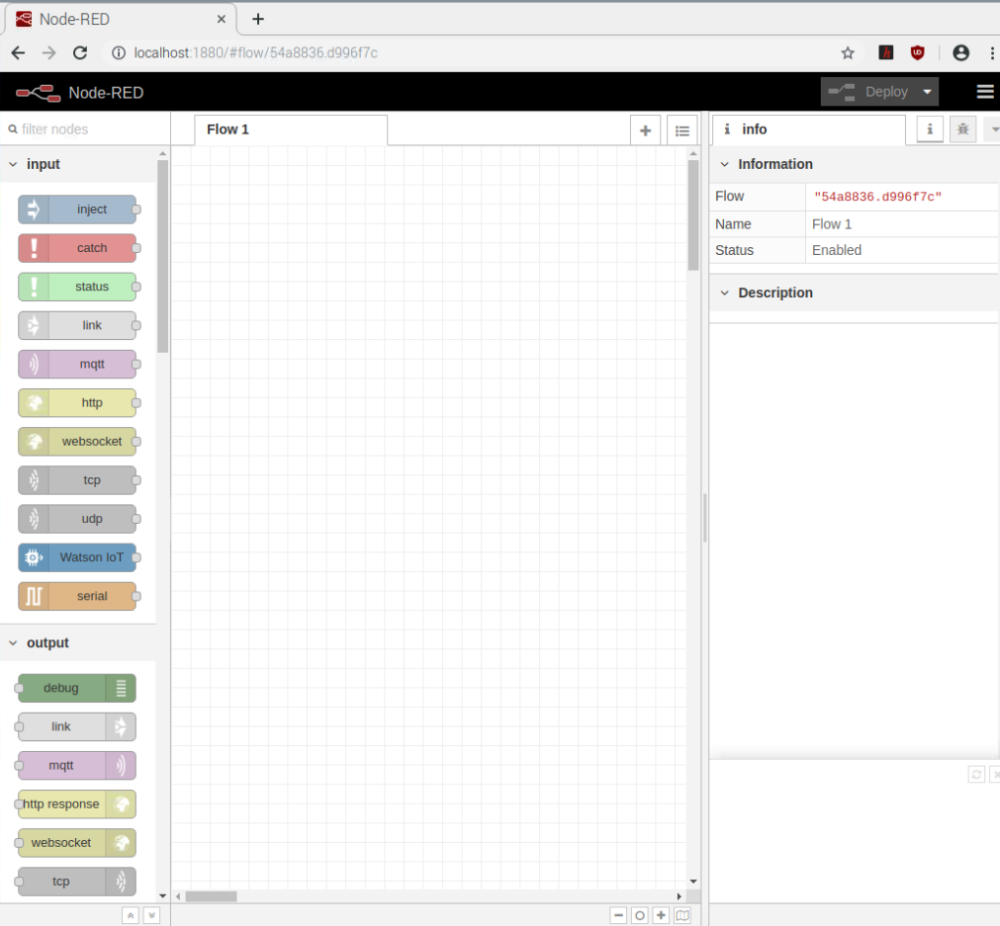 Node-RED
localhost:1880/#flow/54a8836.d996f7c
Node-RED
Deploy
filter nodes
Flow 1
info
input
inject
catch
status
link
mqtt
http
websocket
tcp
udp
Watson IoT
serial
output
debug
link
mqtt
http response
websocket
tcp
Information
Flow "54a8836.d996f7c"
Name Flow 1
Status Enabled
Description